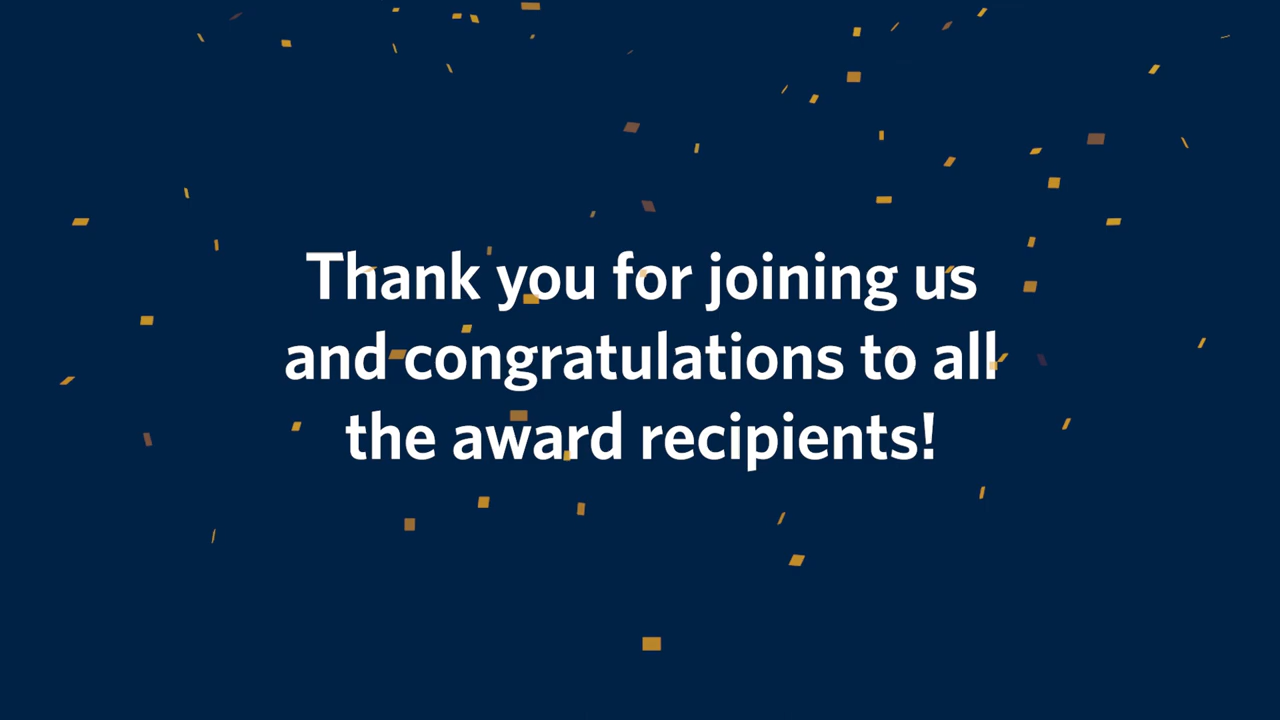 Thank you for joining us
and congratulations to all
the award recipients!